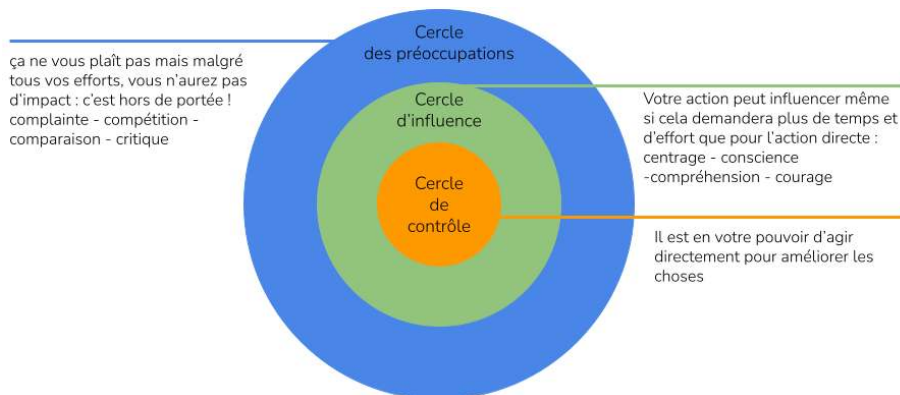 Cercle
des préoccupations
ça ne vous plaît pas mais malgré
tous vos efforts, vous n'aurez pas
d'impact : c'est hors de portée !
complainte - compétition -
comparaison - critique
Cercle
d'influence
Votre action peut influencer même
si cela demandera plus de temps et
d'effort que pour l'action directe :
centrage - conscience
-compréhension - courage
Cercle
de
contrôle
Il est en votre pouvoir d'agir
directement pour améliorer les
choses